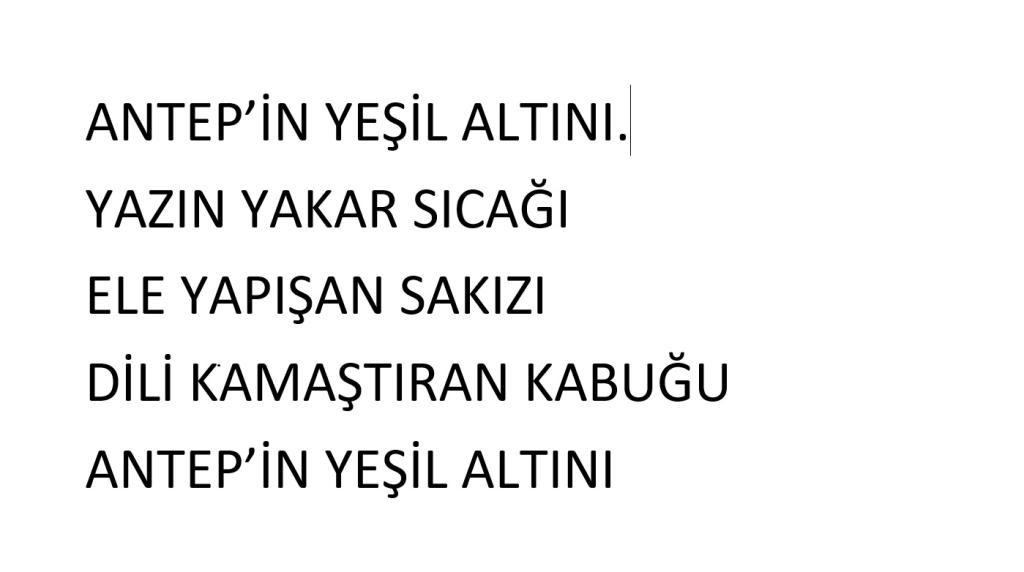 ANTEP’İN YEŞİL ALTINI.
YAZIN YAKAR SICAĞI
ELE YAPIŞAN SAKIZI
DİLİ KAMAŞTIRAN KABUĞU
ANTEP’İN YEŞİL ALTINI